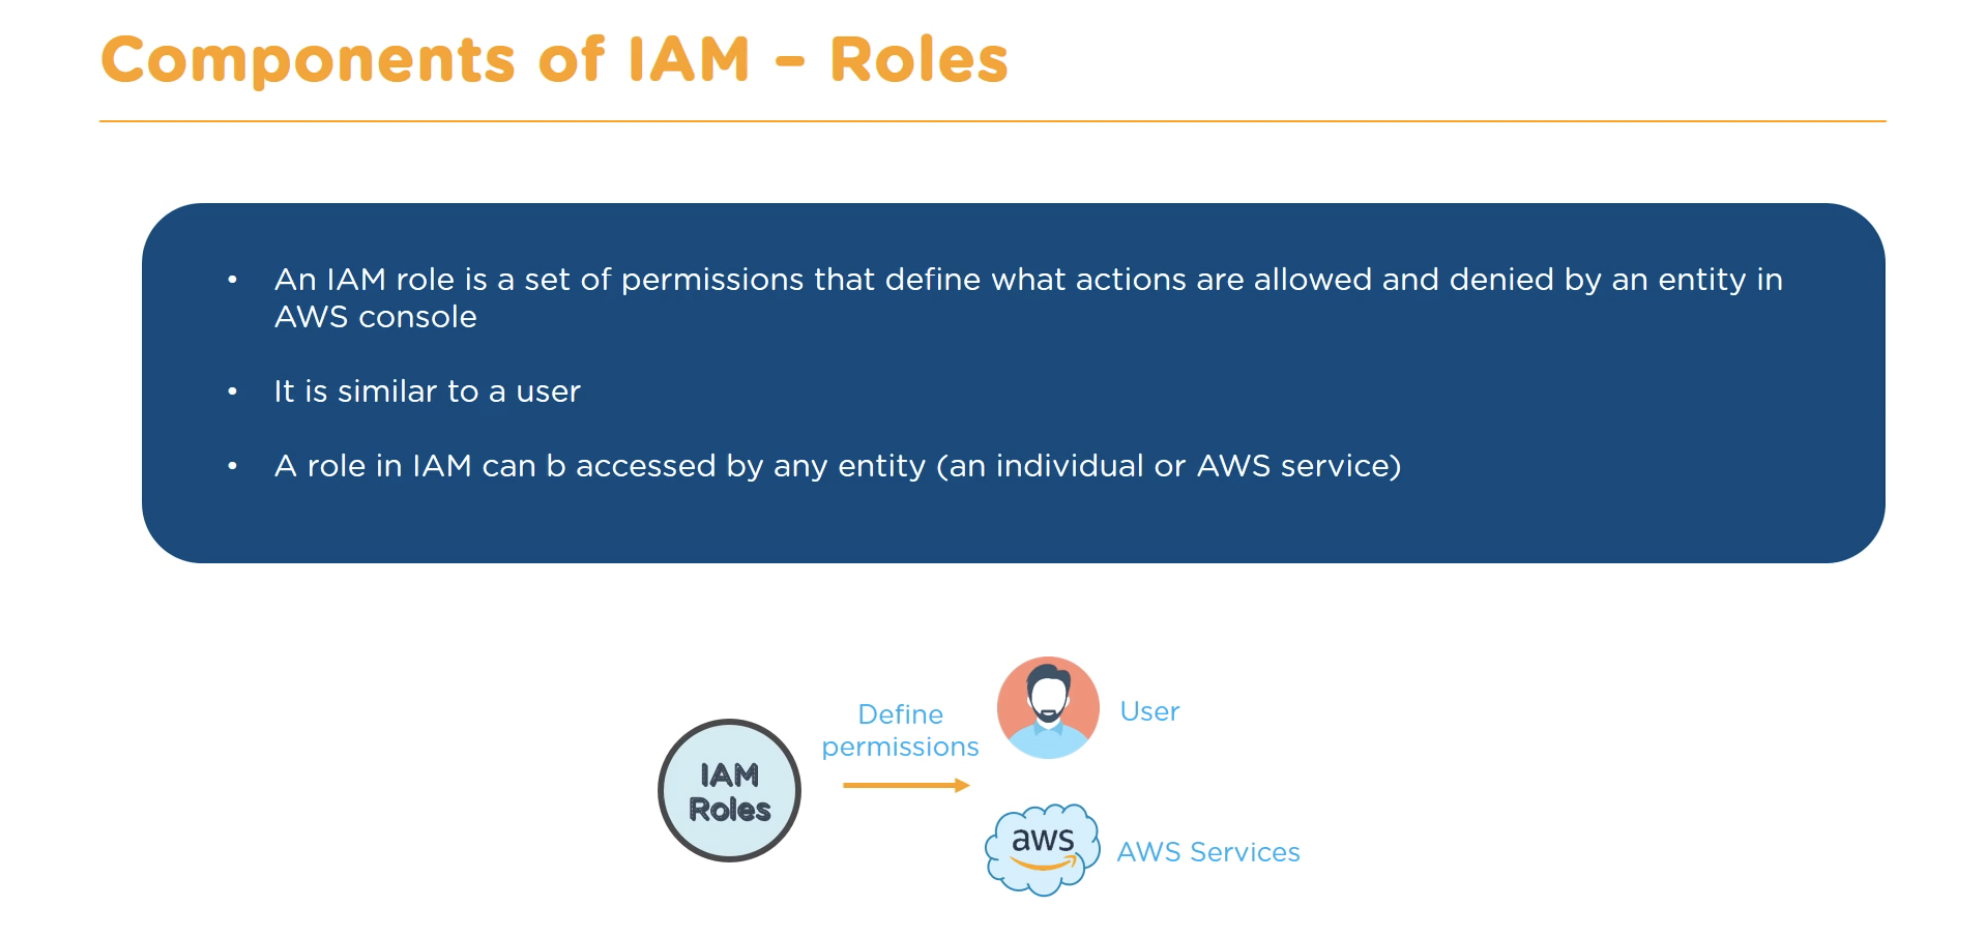 Components of IAM – Roles
• An IAM role is a set of permissions that define what actions are allowed and denied by an entity in
AWS console
• It is similar to a user
• A role in IAM can b accessed by any entity (an individual or AWS service)
IAM
Roles
Define
permissions
User
aws
AWS Services